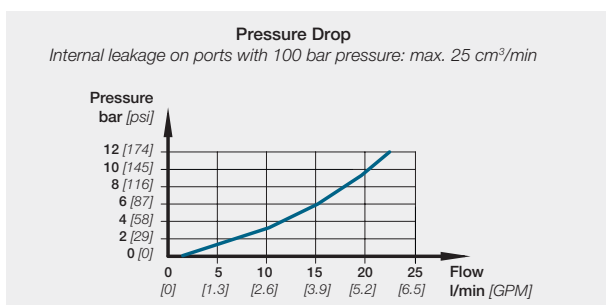 Pressure Drop
Internal leakage on ports with 100 bar pressure: max. 25 cm³/min
Pressure
bar [psi]
12 [174]
10 [145]
8 [116]
6 [87]
4 [58]
2 [29]
0 [0]
0 5 10 15 20 25 Flow
[0] [1.3] [2.6] [3.9] [5.2] [6.5] l/min [GPM]